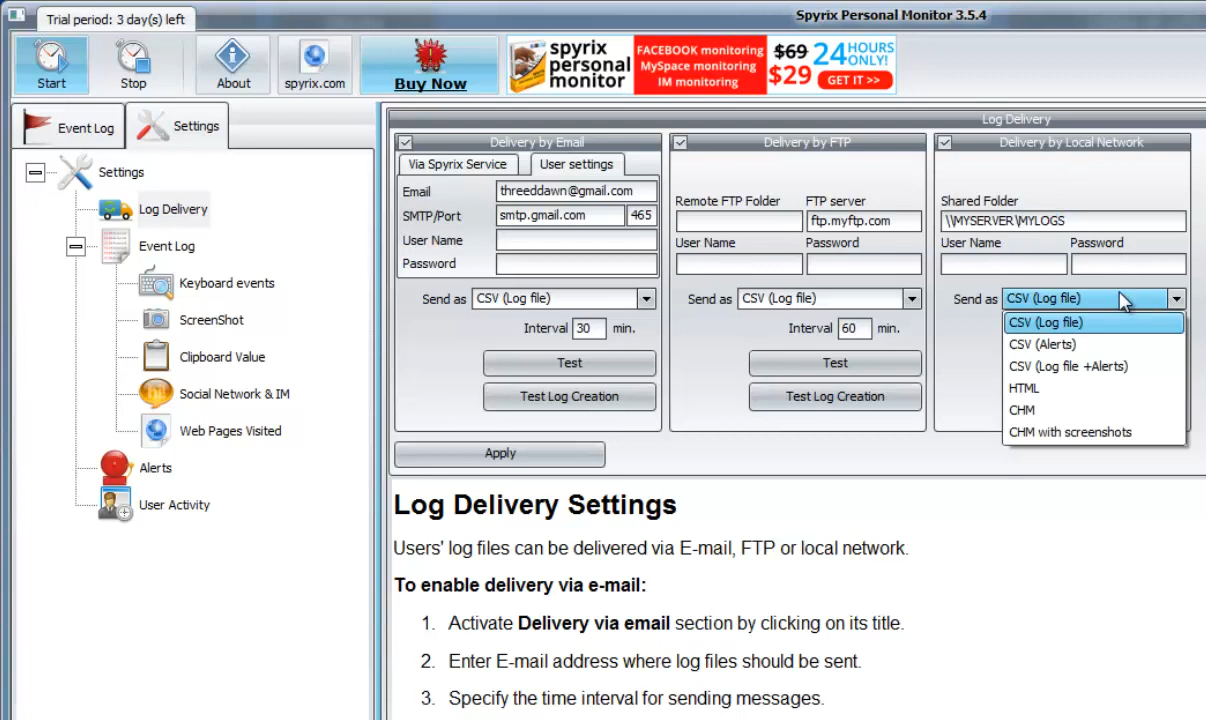 Trial period: 3 day(s) left
Spyrix Personal Monitor 3.5.4
Start
Stop
About
spyrix.com
Buy Now
spyrix
personal
monitor
FACEBOOK monitoring
MySpace monitoring
IM monitoring
$69
$29
24 HOURS ONLY!
GET IT >>
Event Log
Settings
Settings
Log Delivery
Event Log
Keyboard events
ScreenShot
Clipboard Value
Social Network & IM
Web Pages Visited
Alerts
User Activity
Log Delivery
Delivery by Email
Via Spyrix Service
User settings
Email
threeddawn@gmail.com
SMTP/Port
smtp.gmail.com
465
User Name
Password
Send as
CSV (Log file)
Interval 30 min.
Test
Test Log Creation
Delivery by FTP
Remote FTP Folder
FTP server
ftp.myftp.com
User Name
Password
Send as
CSV (Log file)
Interval 60 min.
Test
Test Log Creation
Delivery by Local Network
Shared Folder
\\MYSERVER\MYLOGS
User Name
Password
Send as
CSV (Log file)
CSV (Log file)
CSV (Alerts)
CSV (Log file +Alerts)
HTML
CHM
CHM with screenshots
Apply
Log Delivery Settings
Users' log files can be delivered via E-mail, FTP or local network.
To enable delivery via e-mail:
1. Activate Delivery via email section by clicking on its title.
2. Enter E-mail address where log files should be sent.
3. Specify the time interval for sending messages.